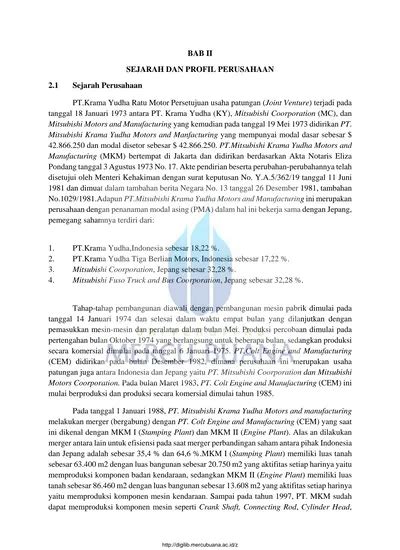 BAB II
SEJARAH DAN PROFIL PERUSAHAAN
2.1 Sejarah Perusahaan
PT.Krama Yudha Ratu Motor Persetujuan usaha patungan (Joint Venture) terjadi pada
tanggal 18 Januari 1973 antara PT. Krama Yudha (KY), Mitsubishi Coorporation (MC), dan
Mitsubishi Motors and Manufacturing yang kemudian pada tanggal 19 Mei 1973 didirikan PT.
Mitsubishi Krama Yudha Motors and Manfacturing yang mempunyai modal dasar sebesar $
42.866.250 dan modal disetor sebesar $ 42.866.250. PT.Mitsubishi Krama Yudha Motors and
Manufacturing (MKM) bertempat di Jakarta dan didirikan berdasarkan Akta Notaris Eliza
Pondang tanggal 3 Agustus 1973 No. 17. Akte pendirian beserta perubahan-perubahannya telah
disetujui oleh Menteri Kehakiman dengan surat keputusan No. Y.A.5/362/19 tanggal 11 Juni
1981 dan dimuat dalam tambahan berita Negara No. 13 tanggal 26 Desember 1981, tambahan
No.1029/1981.Adapun PT.Mitsubishi Krama Yudha Motors and Manufacturing ini merupakan
perusahaan dengan penanaman modal asing (PMA) dalam hal ini bekerja sama dengan Jepang,
pemegang sahamnya terdiri dari:
1. PT.Krama Yudha,Indonesia sebesar 18,22 %.
2. PT.Krama Yudha Tiga Berlian Motors, Indonesia sebesar 17,22 %.
3. Mitsubishi Coorporation, Jepang sebesar 32,28 %.
4. Mitsubishi Fuso Truck and Bus Coorporation, Jepang sebesar 32,28 %.
Tahap-tahap pembangunan diawali dengan pembangunan mesin pabrik dimulai pada
tanggal 14 Januari 1974 dan selesai dalam waktu empat bulan yang dilanjutkan dengan
pemasukkan mesin-mesin dan peralatan dalam bulan Mei. Produksi percobaan dimulai pada
pertengahan bulan Oktober 1974 yang berlangsung untuk beberapa bulan, sedangkan produksi
secara komersial dimulai pada tanggal 6 Januari 1975. PT.Colt Engine and Manufacturing
(CEM) didirikan pada bulan Desember 1982, dimana perusahaan ini merupakan usaha
patungan juga antara Indonesia dan Jepang yaitu PT. Mitsubishi Coorporation dan Mitsubishi
Motors Coorporation. Pada bulan Maret 1983, PT. Colt Engine and Manufacturing (CEM) ini
mulai berproduksi dan produksi secara komersial dimulai tahun 1985.
Pada tanggal 1 Januari 1988, PT. Mitsubishi Krama Yudha Motors and manufacturing
melakukan merger (bergabung) dengan PT. Colt Engine and Manufacturing (CEM) yang saat
ini dikenal dengan MKM I (Stamping Plant) dan MKM II (Engine Plant). Alas an dilakukan
merger antara lain untuk efisiensi pada saat merger perbandingan saham antara pihak Indonesia
dan Jepang adalah sebesar 35,4 % dan 64,6 %.MKM I (Stamping Plant) memiliki luas tanah
sebesar 63.400 m2 dengan luas bangunan sebesar 20.750 m2 yang aktifitas setiap harinya yaitu
memproduksi komponen badan kendaraan, sedangkan MKM II (Engine Plant) memiliki luas
tanah sebesar 86.460 m2 dengan luas bangunan sebesar 13.608 m2 yang aktifitas setiap harinya
yaitu memproduksi komponen mesin kendaraan. Sampai pada tahun 1997, PT. MKM sudah
dapat memproduksi komponen mesin seperti Crank Shaft, Connecting Rod, Cylinder Head,
UNIVERSITAS
MERCU BUANA
http://digilib.mercubuana.ac.id/z